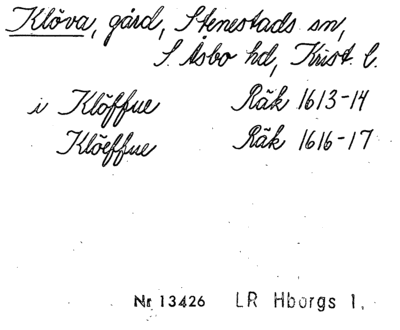 Klöva, gård, Stenestads sn,
S. Åsbo hd, Krist. l.
i Klöffue Räk 1613-14
Klöeffue Räk 1616-17
Nr 13426 LR Hborgs l.